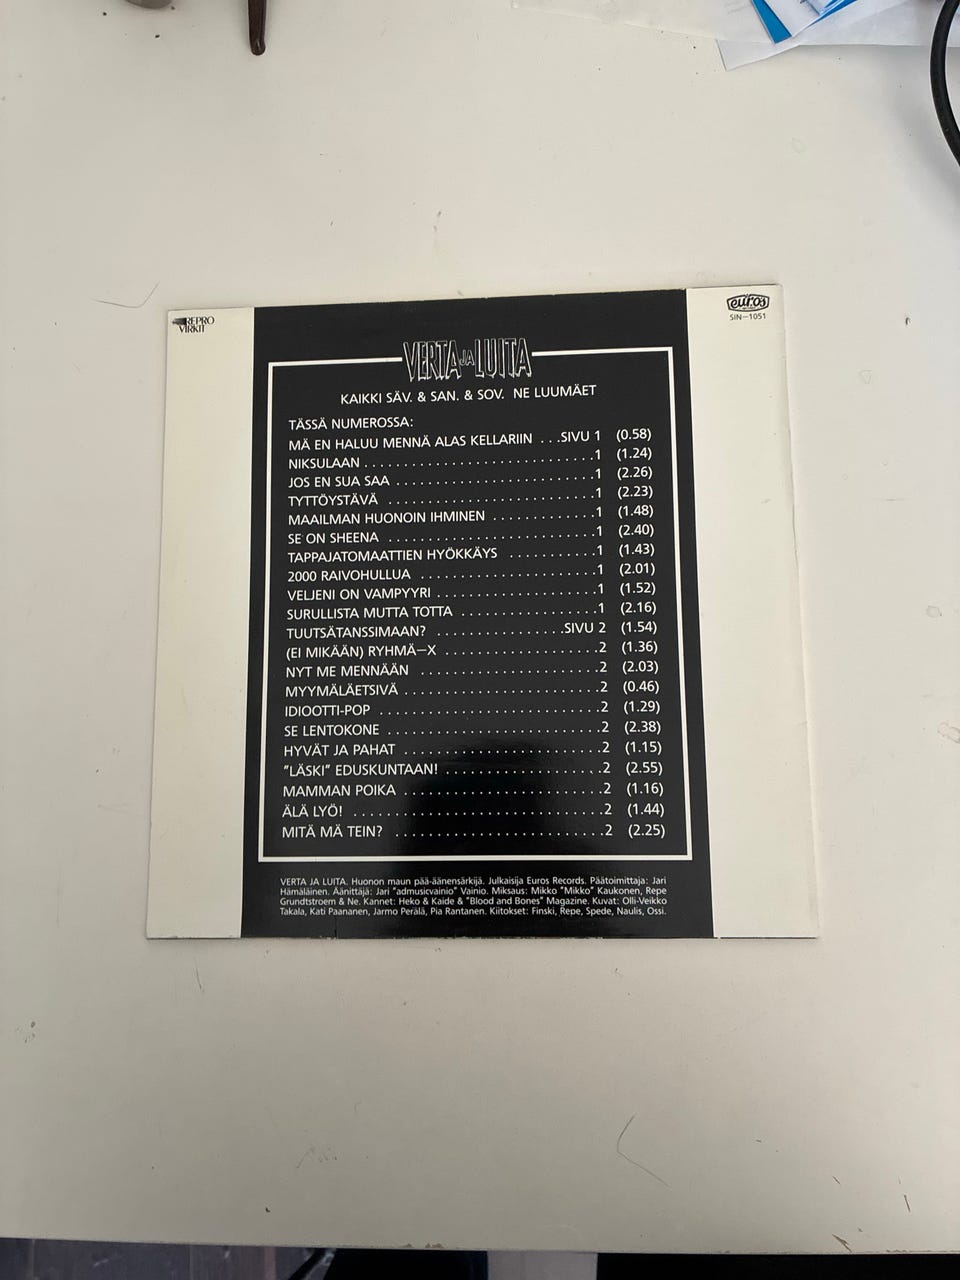 REPRO
VIRKIT
euros
SIN-1051
VERTA JA LUITA
KAIKKI SÄV. & SAN. & SOV. NE LUUMÄET
TÄSSÄ NUMEROSSA:
MÄ EN HALUU MENNÄ ALAS KELLARIIN ...SIVU 1 (0.58)
NIKSULAAN ..............................1 (1.24)
JOS EN SUA SAA ..........................1 (2.26)
TYTTÖYSTÄVÄ ...........................1 (2.23)
MAAILMAN HUONOIN IHMINEN .............1 (1.48)
SE ON SHEENA ...........................1 (2.40)
TAPPAJATOMAATTIEN HYÖKKÄYS ...........1 (1.43)
2000 RAIVOHULLUA .......................1 (2.01)
VELJENI ON VAMPYYRI .....................1 (1.52)
SURULLISTA MUTTA TOTTA ..................1 (2.16)
TUUTSÄTANSSIMAAN? ................SIVU 2 (1.54)
(EI MIKÄÄN) RYHMÄ-X ....................2 (1.36)
NYT ME MENNÄÄN .......................2 (2.03)
MYYMÄLÄETSIVÄ .........................2 (0.46)
IDIOOTTI-POP ............................2 (1.29)
SE LENTOKONE ...........................2 (2.38)
HYVÄT JA PAHAT ..........................2 (1.15)
"LÄSKI" EDUSKUNTAAN! ....................2 (2.55)
MAMMAN POIKA .........................2 (1.16)
ÄLÄ LYÖ! ................................2 (1.44)
MITÄ MÄ TEIN? ...........................2 (2.25)
VERTA JA LUITA. Huonon maun pää-äänensärkijä. Julkaisija Euros Records. Päätoimittaja: Jari
Hämäläinen. Äänittäjä: Jari "admusicvainio" Vainio. Miksaus: Mikko "Mikko" Kaukonen, Repe
Grundtstroem & Ne. Kannet: Heko & Kaide & "Blood and Bones" Magazine. Kuvat: Olli-Veikko
Takala, Kati Paananen, Jarmo Perälä, Pia Rantanen. Kiitokset: Finski, Repe, Spede, Naulis, Ossi.